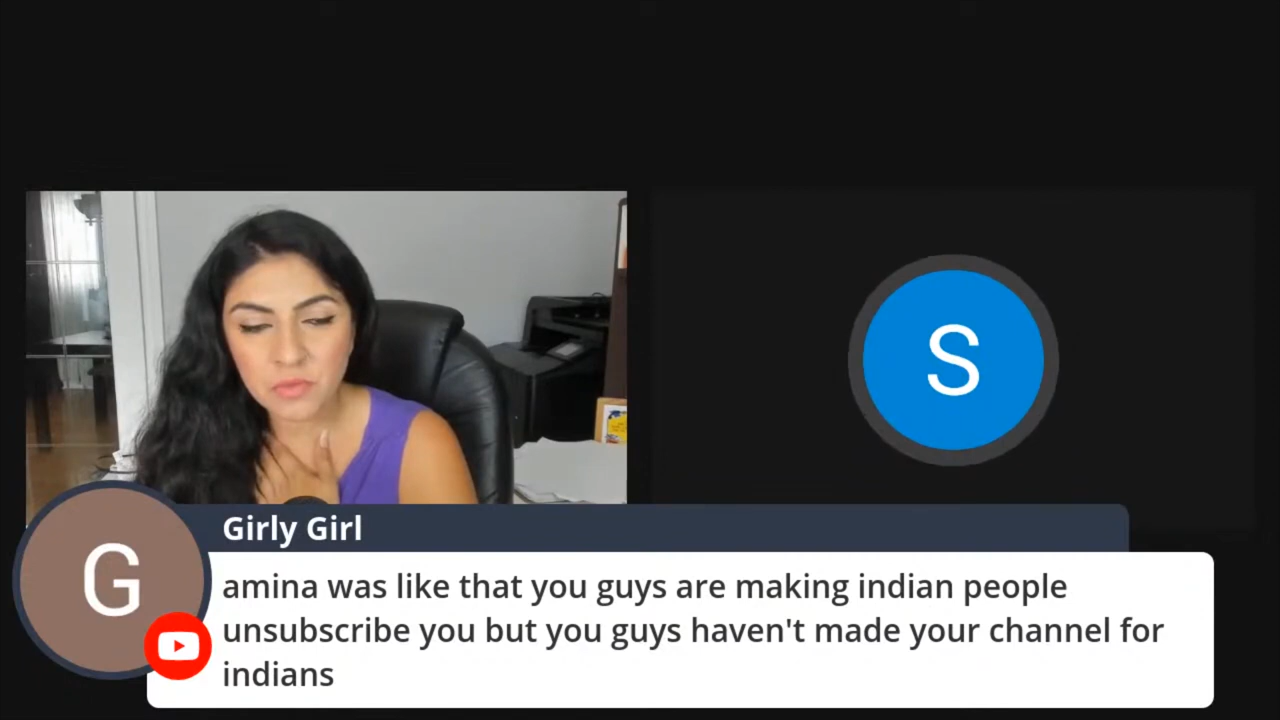 S
G
Girly Girl
amina was like that you guys are making indian people
unsubscribe you but you guys haven't made your channel for
indians